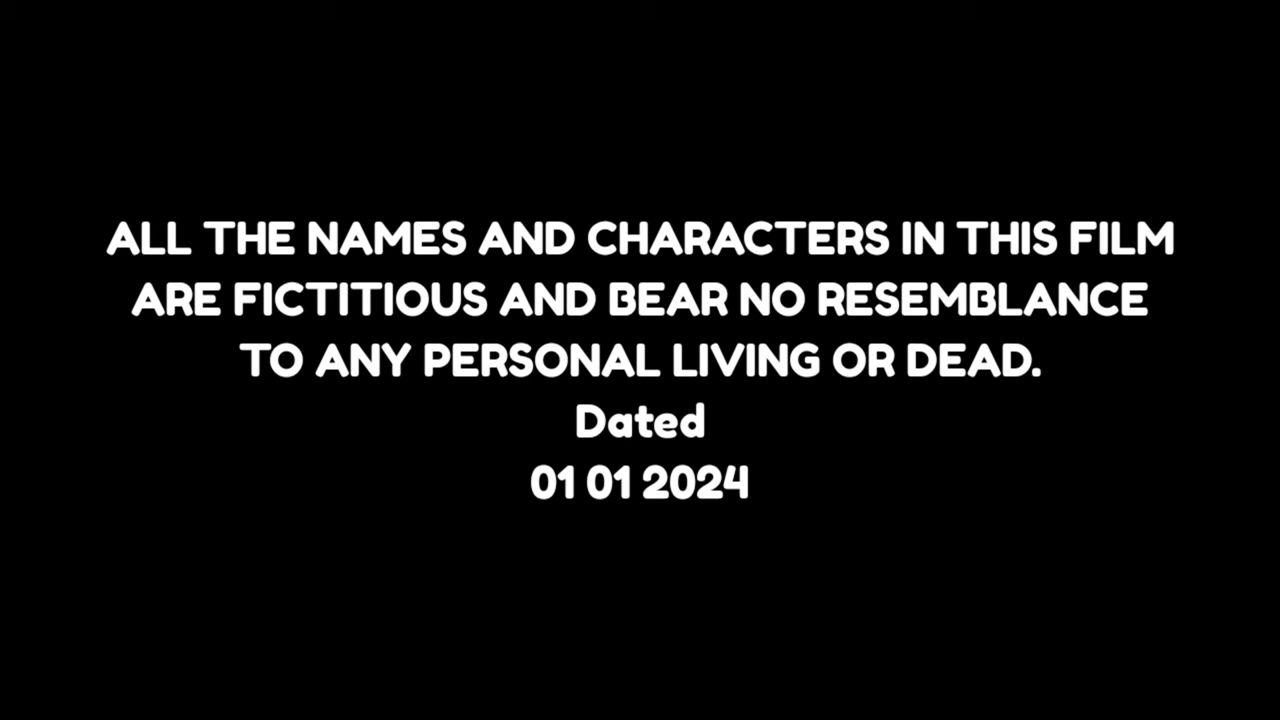 ALL THE NAMES AND CHARACTERS IN THIS FILM
ARE FICTITIOUS AND BEAR NO RESEMBLANCE
TO ANY PERSONAL LIVING OR DEAD.
Dated
01 01 2024